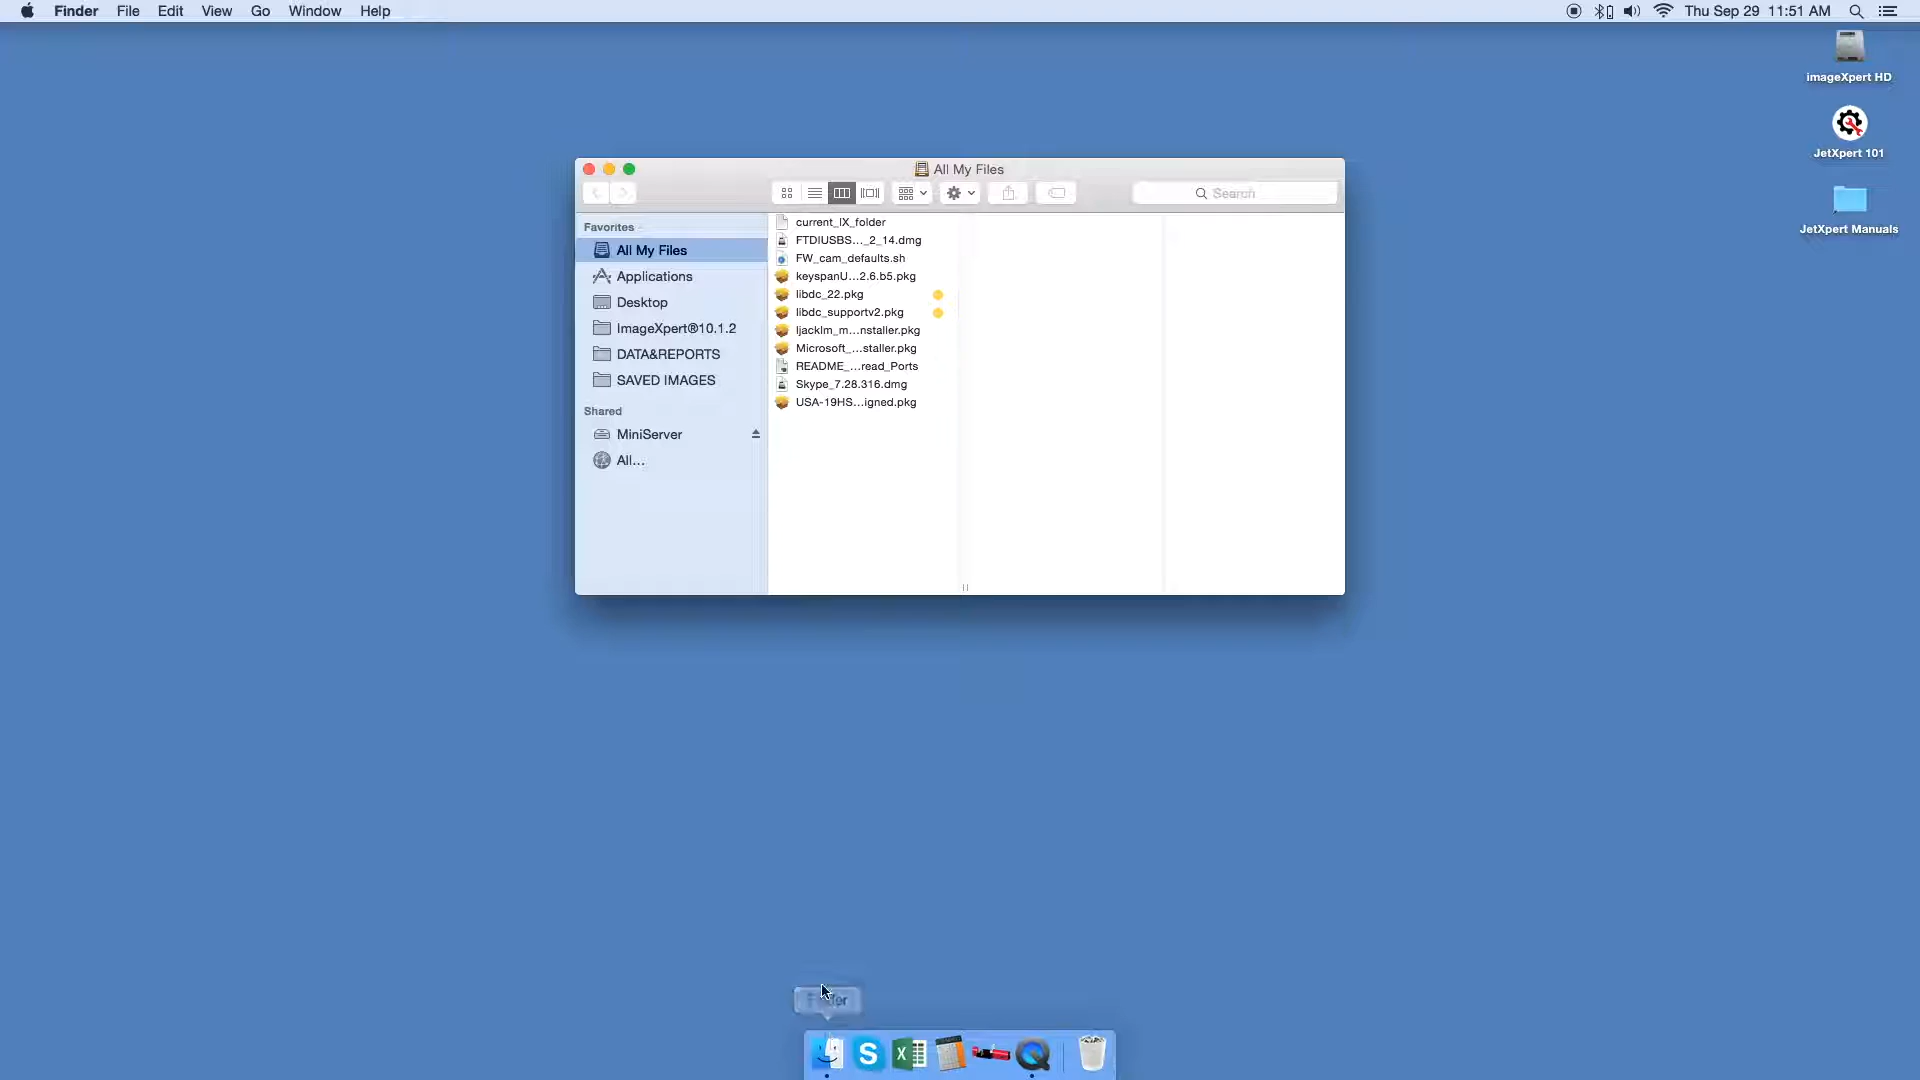 Finder File Edit View Go Window Help
Thu Sep 29 11:51 AM
imageXpert HD
JetXpert 101
JetXpert Manuals
All My Files
Search
Favorites
All My Files
Applications
Desktop
ImageXpert®10.1.2
DATA&REPORTS
SAVED IMAGES
Shared
MiniServer
All...
current_IX_folder
FTDIUSBS..._2_14.dmg
FW_cam_defaults.sh
keyspanU...2.6.b5.pkg
libdc_22.pkg
libdc_supportv2.pkg
ljacklm_m...nstaller.pkg
Microsoft_...staller.pkg
README_...read_Ports
Skype_7.28.316.dmg
USA-19HS...igned.pkg